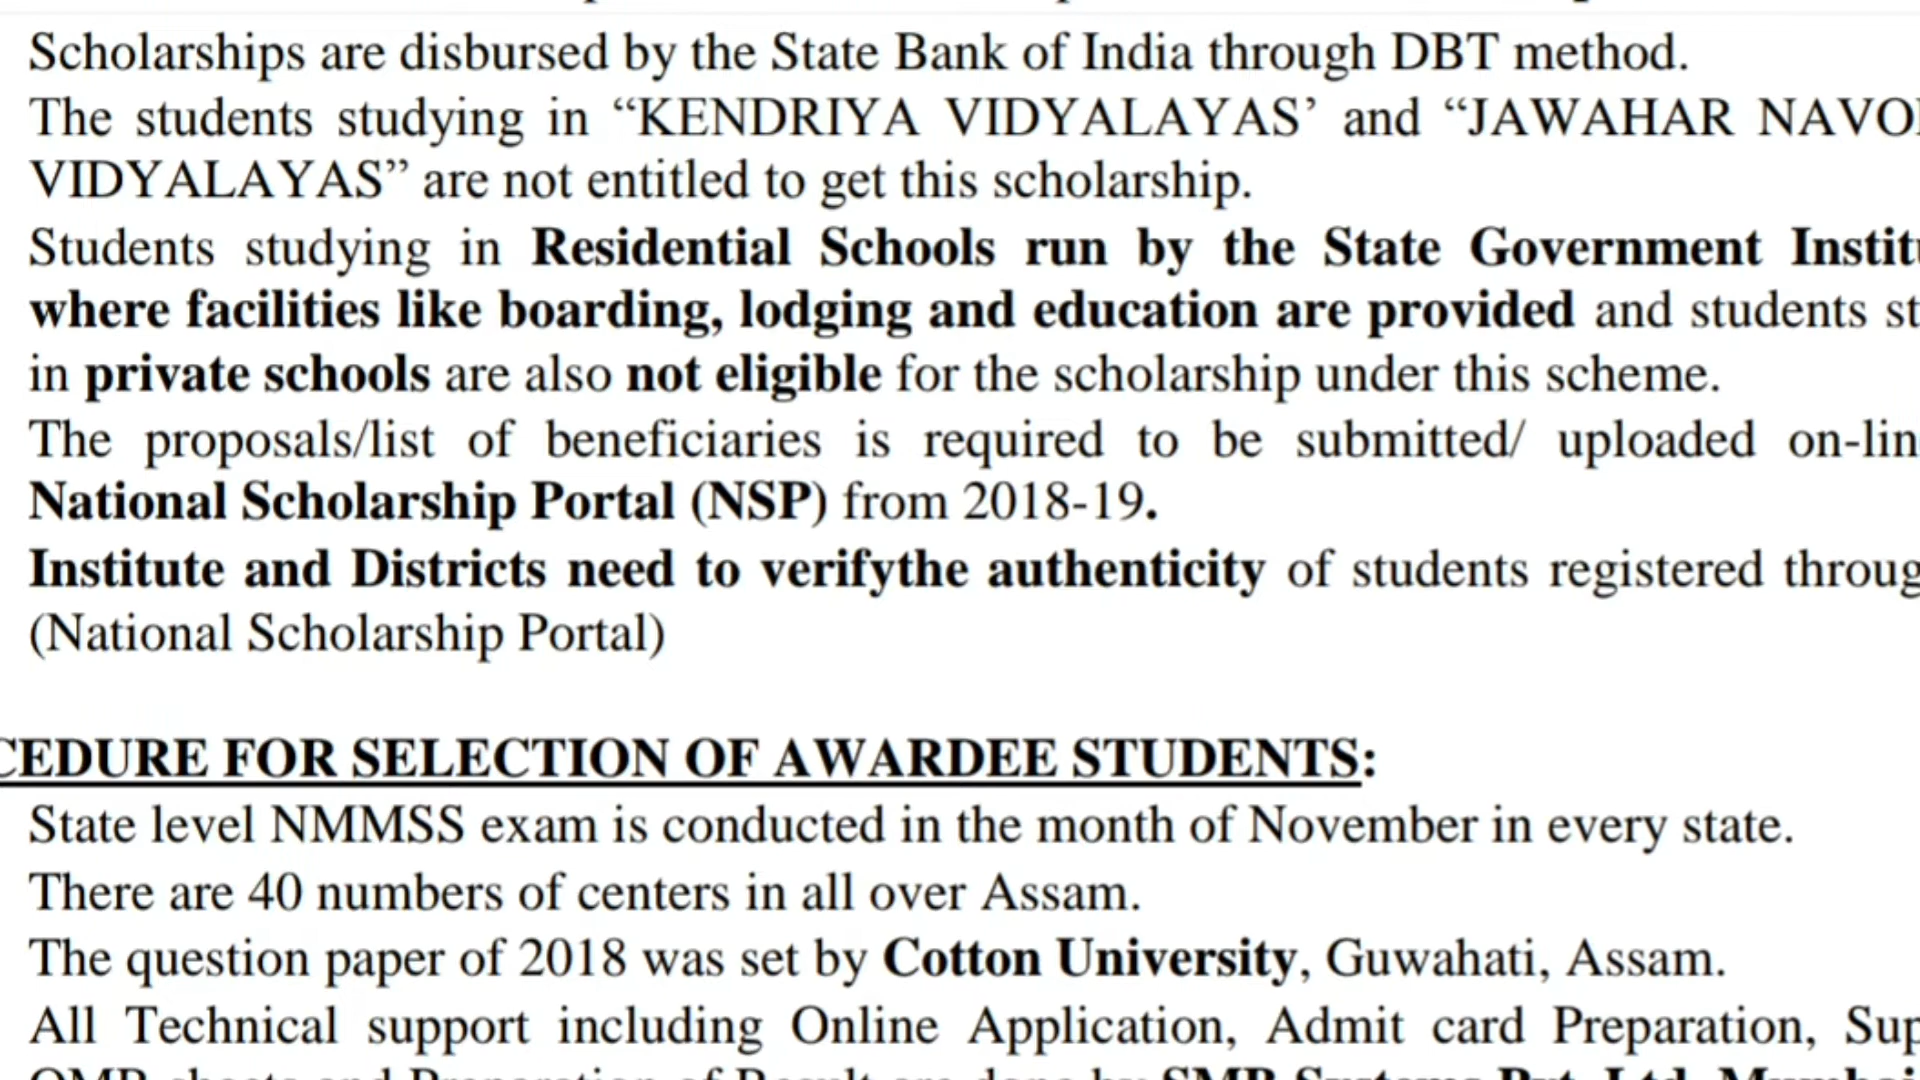 Scholarships are disbursed by the State Bank of India through DBT method.
The students studying in “KENDRIYA VIDYALAYAS’ and “JAWAHAR
VIDYALAYAS” are not entitled to get this scholarship.
Students studying in Residential Schools run by the State Government
where facilities like boarding, lodging and education are provided and students
in private schools are also not eligible for the scholarship under this scheme.
The proposals/list of beneficiaries is required to be submitted/ uploaded
National Scholarship Portal (NSP) from 2018-19.
Institute and Districts need to verifythe authenticity of students registered
(National Scholarship Portal)
CEDURE FOR SELECTION OF AWARDEE STUDENTS:
State level NMMSS exam is conducted in the month of November in every state.
There are 40 numbers of centers in all over Assam.
The question paper of 2018 was set by Cotton University, Guwahati, Assam.
All Technical support including Online Application, Admit card Preparation,